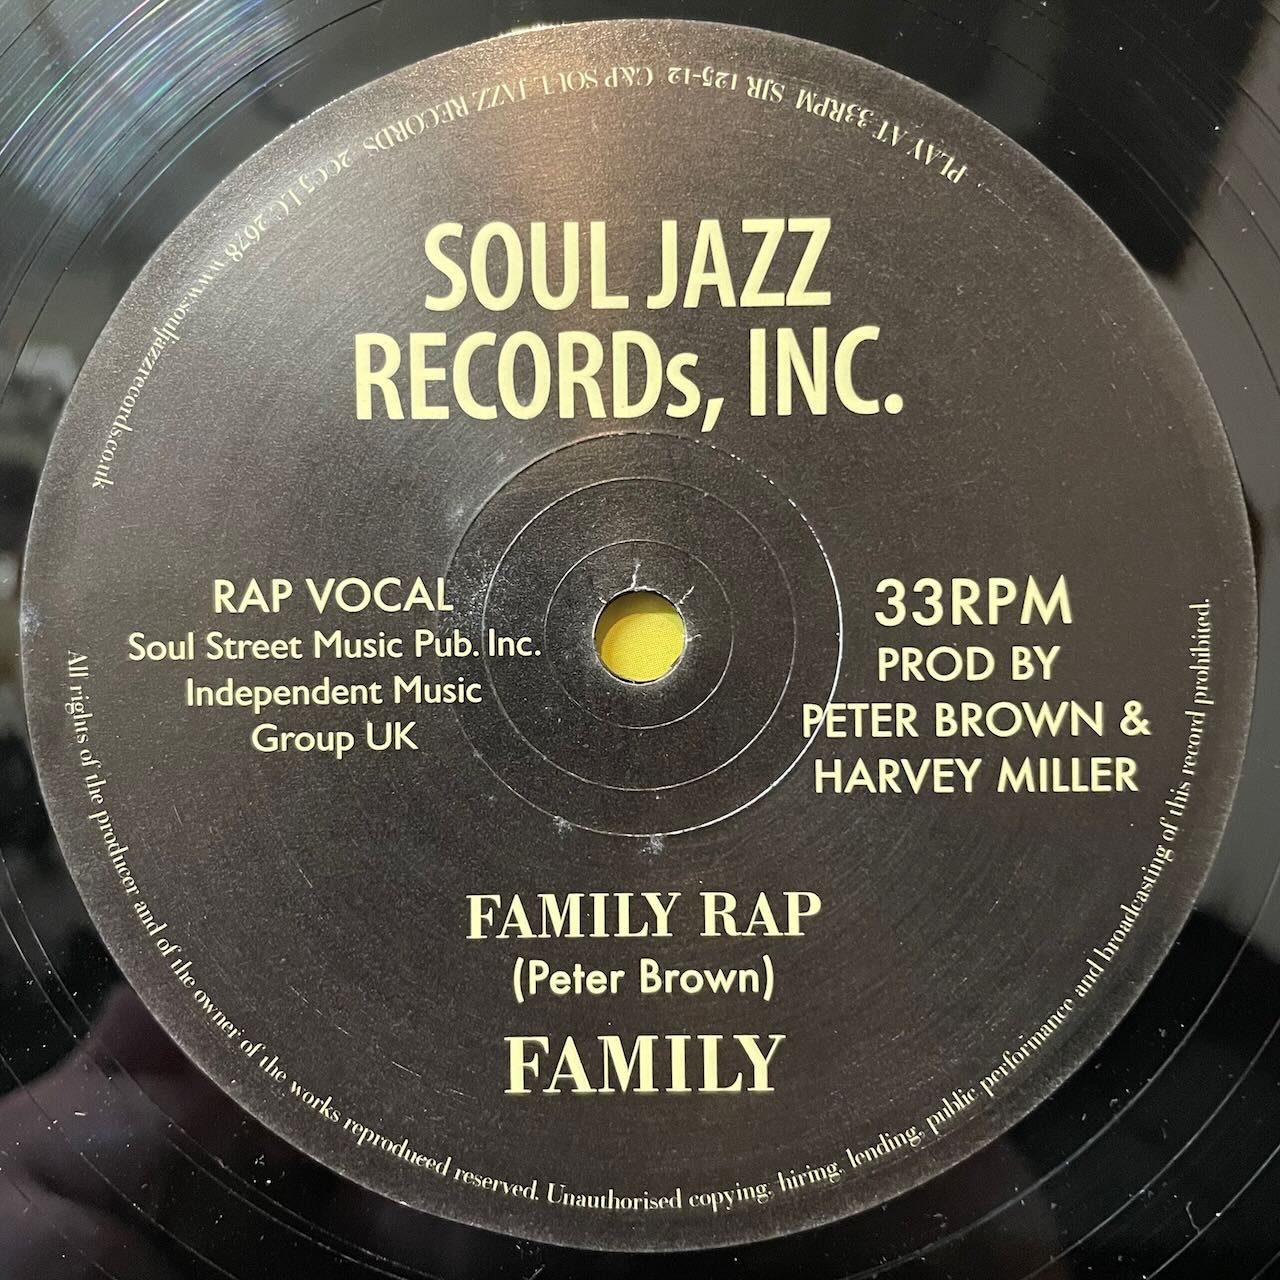 PLAY AT 33RPM SJR 125-12 C&P SOUL JAZZ RECORDS 2005 LC 2678 www.souljazzrecords.co.uk
SOUL JAZZ
RECORDs, INC.
RAP VOCAL
Soul Street Music Pub. Inc.
Independent Music
Group UK
33RPM
PROD BY
PETER BROWN &
HARVEY MILLER
FAMILY RAP
(Peter Brown)
FAMILY
All rights of the producer and of the owner of the works reproduced reserved. Unauthorised copying, hiring, lending, public performance and broadcasting of this record prohibited.